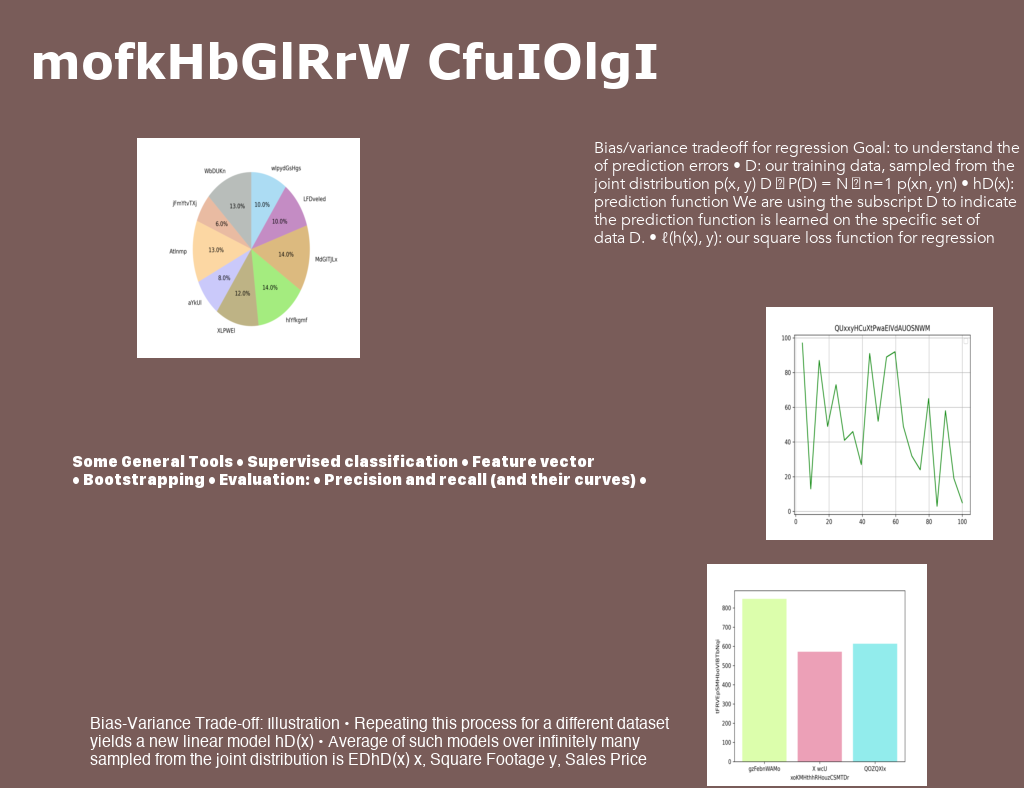 mofkHbGlRrW CfuIOlgI
Bias/variance tradeoff for regression Goal: to understand the
of prediction errors • D: our training data, sampled from the
joint distribution p(x, y) D P(D) = N n=1 p(xn, yn) • hD(x):
prediction function We are using the subscript D to indicate
the prediction function is learned on the specific set of
data D. • ℓ(h(x), y): our square loss function for regression
WbDUKn
wipydGsHgs
jFmYtvTXj
LFDveled
Atinmp
MdGITjLx
aYkUl
hIYfkgmf
XLPWEl
13.0%
10.0%
6.0%
10.0%
13.0%
14.0%
8.0%
14.0%
12.0%
QUxxyHCuXtPwaEIVdAUOSNWM
100
80
60
40
20
0
0 20 40 60 80 100
Some General Tools • Supervised classification • Feature vector
• Bootstrapping • Evaluation: • Precision and recall (and their curves) •
800
700
600
500
400
300
200
100
0
gzFebnWAMo X wcU QOZQXlx
xoKMHthhRHouzCSMTDr
Bias-Variance Trade-off: Illustration • Repeating this process for a different dataset
yields a new linear model hD(x) • Average of such models over infinitely many
sampled from the joint distribution is EDhD(x) x, Square Footage y, Sales Price